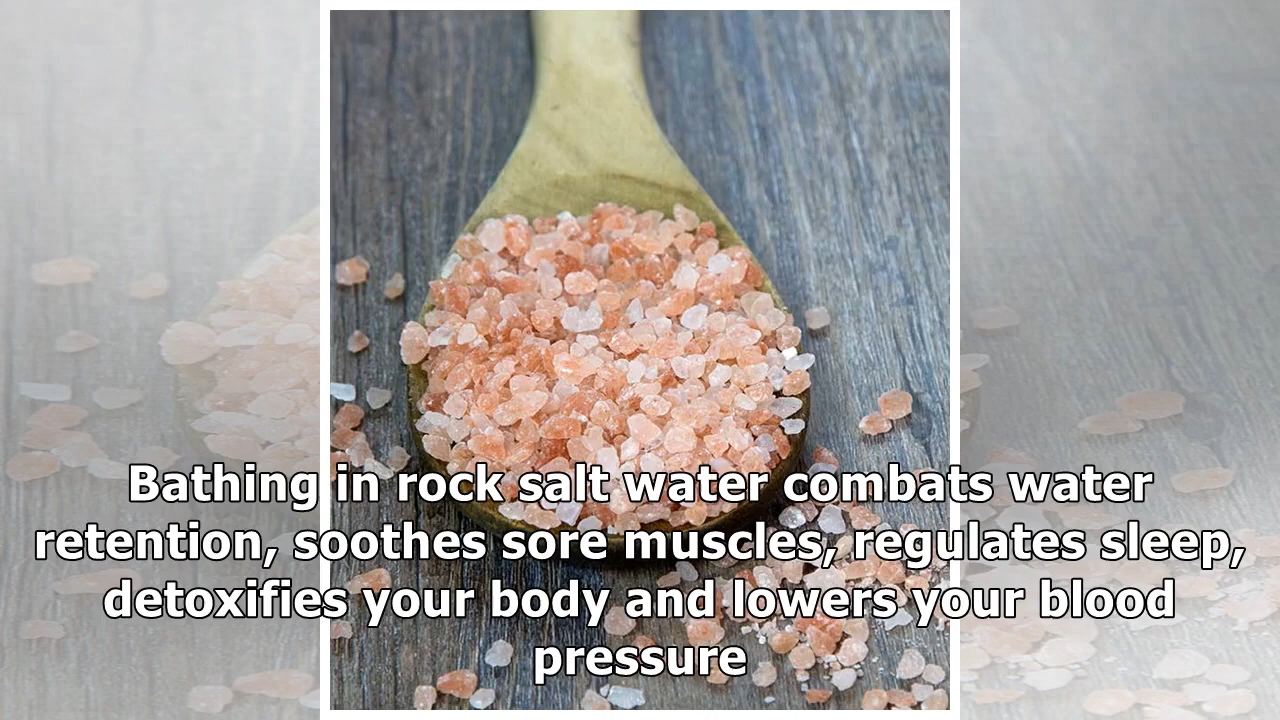 Bathing in rock salt water combats water
retention, soothes sore muscles, regulates sleep,
detoxifies your body and lowers your blood
pressure